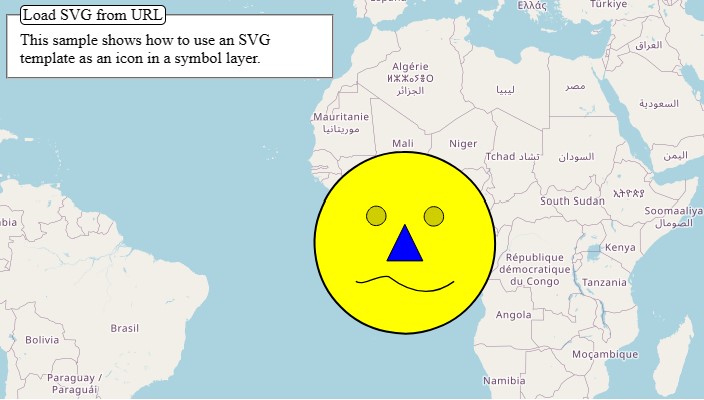 Load SVG from URL
This sample shows how to use an SVG
template as an icon in a symbol layer.
Ελλάς
Türkiye
العراق
Algérie
ⵍⵣⵣⴰⵢⴻⵔ
الجزائر
ليبيا
مصر
السعودية
Mauritanie
موريتانيا
Mali
Niger
Tchad تشاد
السودان
اليمن
ኢትዮጵያ
South Sudan
Soomaaliya
الصومال
Kenya
République
démocratique
du Congo
Tanzania
Angola
Brasil
Bolivia
Moçambique
Paraguay /
Paraguái
Namibia